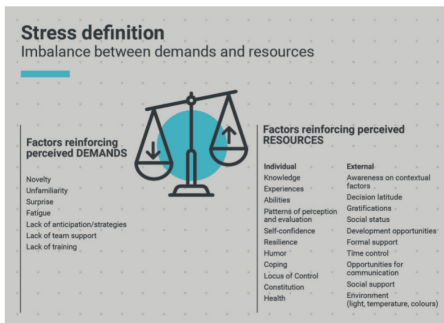 Stress definition
Imbalance between demands and resources
Factors reinforcing
perceived DEMANDS
Novelty
Unfamiliarity
Surprise
Fatigue
Lack of anticipation/strategies
Lack of team support
Lack of training
Factors reinforcing perceived
RESOURCES
Individual
Knowledge
Experiences
Abilities
Patterns of perception
and evaluation
Self-confidence
Resilience
Humor
Coping
Locus of Control
Constitution
Health
External
Awareness on contextual
factors
Decision latitude
Gratifications
Social status
Development opportunities
Formal support
Time control
Opportunities for
communication
Social support
Environment
(light, temperature, colours)